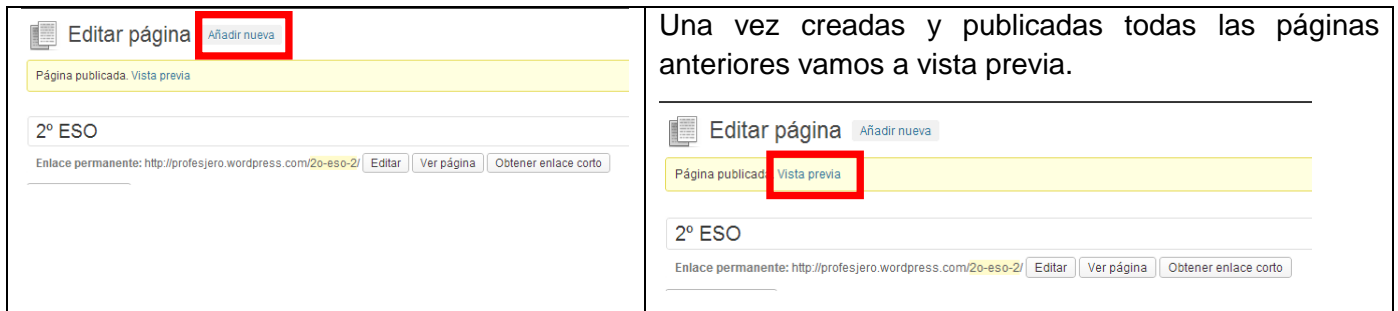 Editar página Añadir nueva
Página publicada. Vista previa
2º ESO
Enlace permanente: http://profesjero.wordpress.com/2o-eso-2/ Editar Ver página Obtener enlace corto
Una vez creadas y publicadas todas las páginas
anteriores vamos a vista previa.
Editar página Añadir nueva
Página publicad Vista previa
2º ESO
Enlace permanente: http://profesjero.wordpress.com/2o-eso-2/ Editar Ver página Obtener enlace corto